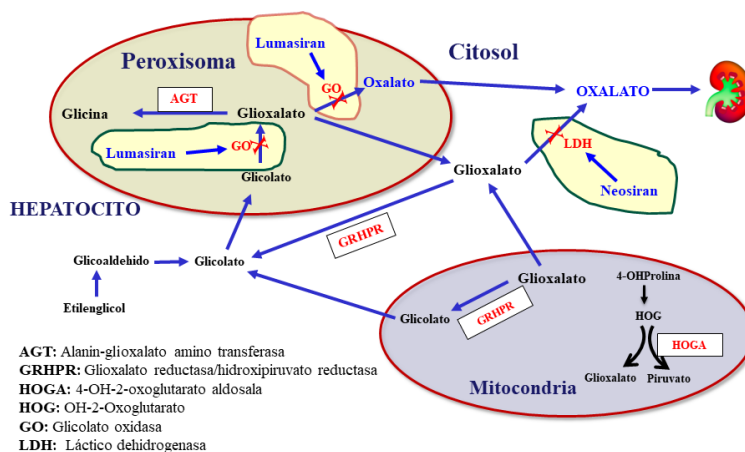 Lumasiran
Citosol
Peroxisoma
GO
Oxalato
OXALATO
AGT
Glicina
Glioxalato
LDH
Lumasiran
GO
Glioxalato
Glicolato
Neosiran
HEPATOCITO
GRHPR
Glicoaldehido
Glicolato
Glioxalato
4-OHProlina
Etilenglicol
Glicolato
GRHPR
HOG
HOGA
AGT: Alanin-glioxalato amino transferasa
GRHPR: Glioxalato reductasa/hidroxipiruvato reductasa
Glioxalato
Piruvato
HOGA: 4-OH-2-oxoglutarato aldosala
Mitocondria
HOG: OH-2-Oxoglutarato
GO: Glicolato oxidasa
LDH: Láctico dehidrogenasa